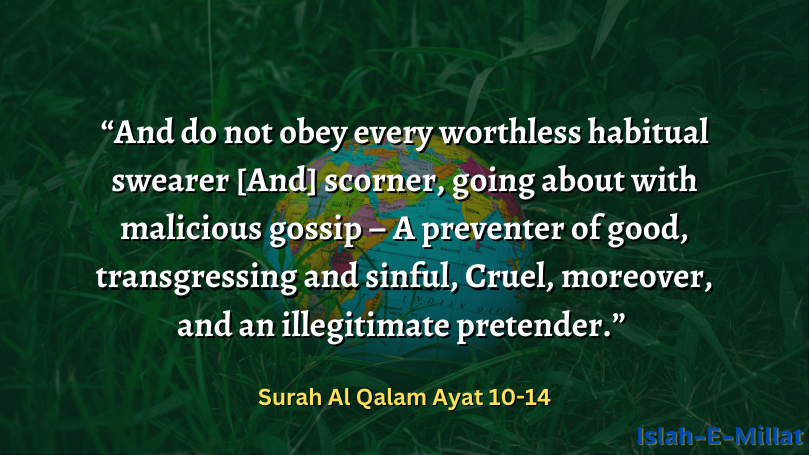 “And do not obey every worthless habitual
swearer [And] scorner, going about with
malicious gossip – A preventer of good,
transgressing and sinful, Cruel, moreover,
and an illegitimate pretender.”
Surah Al Qalam Ayat 10-14
Islah-E-Millat